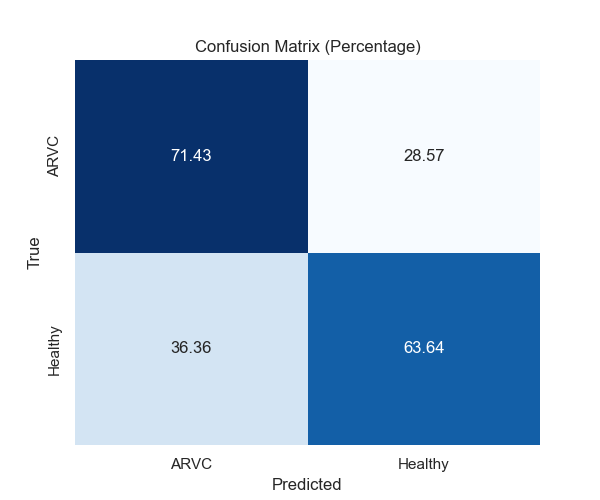 Confusion Matrix (Percentage)
True
ARVC
71.43
28.57
Healthy
36.36
63.64
ARVC
Healthy
Predicted